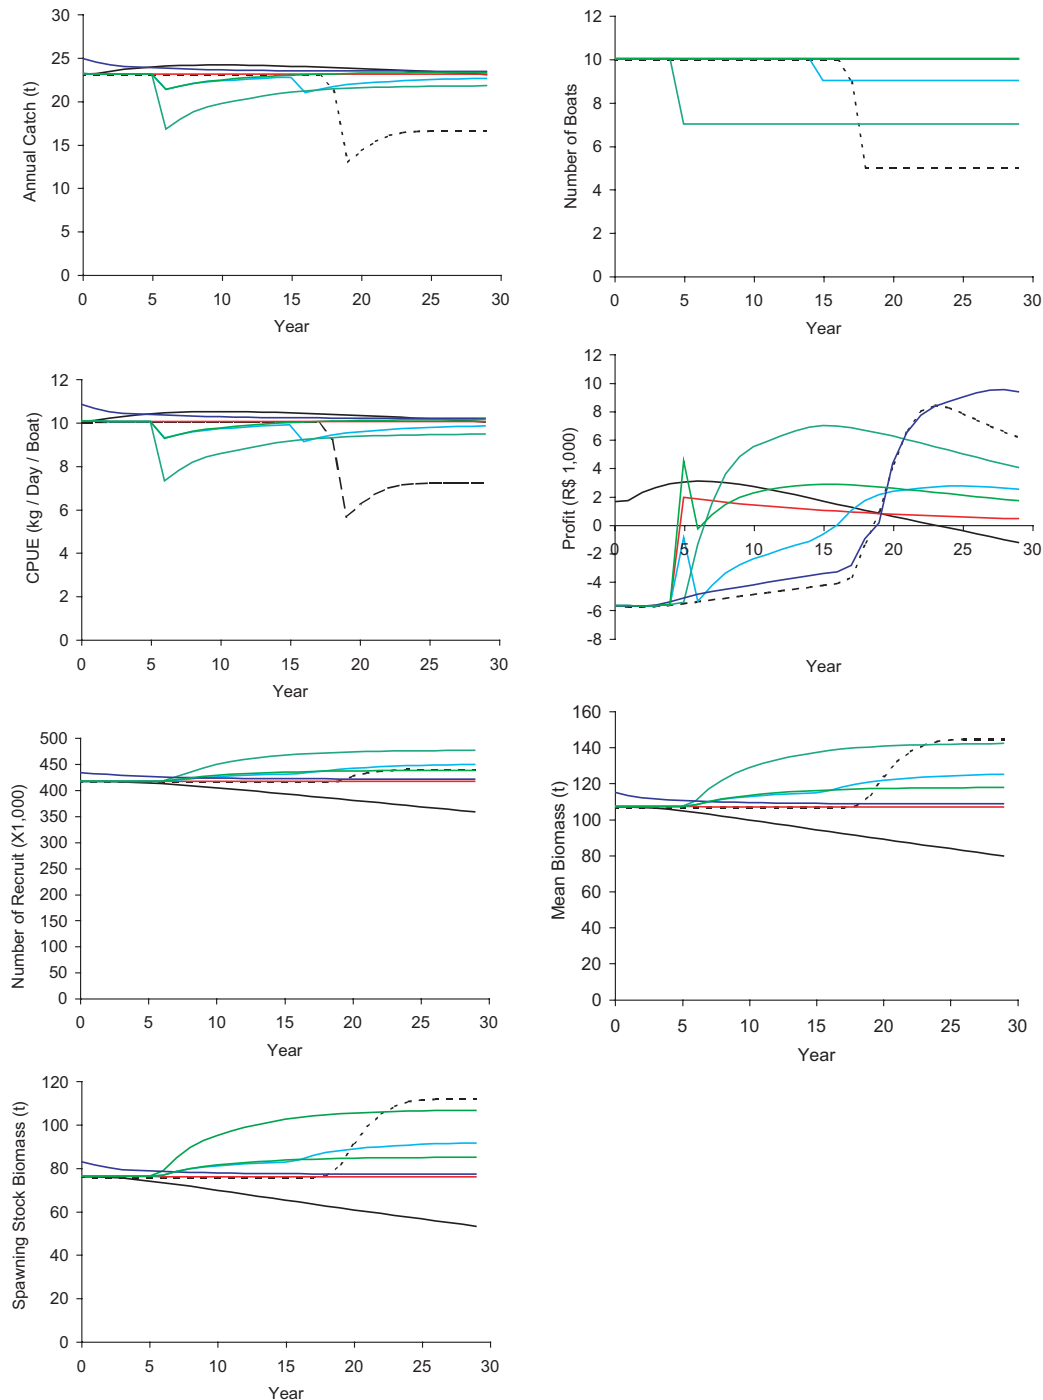 30
25
20
15
10
5
0
Annual Catch (t)
0 5 10 15 20 25 30
Year
12
10
8
6
4
2
0
Number of Boats
0 5 10 15 20 25 30
Year
12
10
8
6
4
2
0
CPUE (kg / Day / Boat)
0 5 10 15 20 25 30
Year
12
10
8
6
4
2
0
-2
-4
-6
-8
Profit (R$ 1,000)
0 5 10 15 20 25 30
Year
500
450
400
350
300
250
200
150
100
50
0
Number of Recruit (X1,000)
0 5 10 15 20 25 30
Year
160
140
120
100
80
60
40
20
0
Mean Biomass (t)
0 5 10 15 20 25 30
Year
120
100
80
60
40
20
0
Spawning Stock Biomass (t)
0 5 10 15 20 25 30
Year